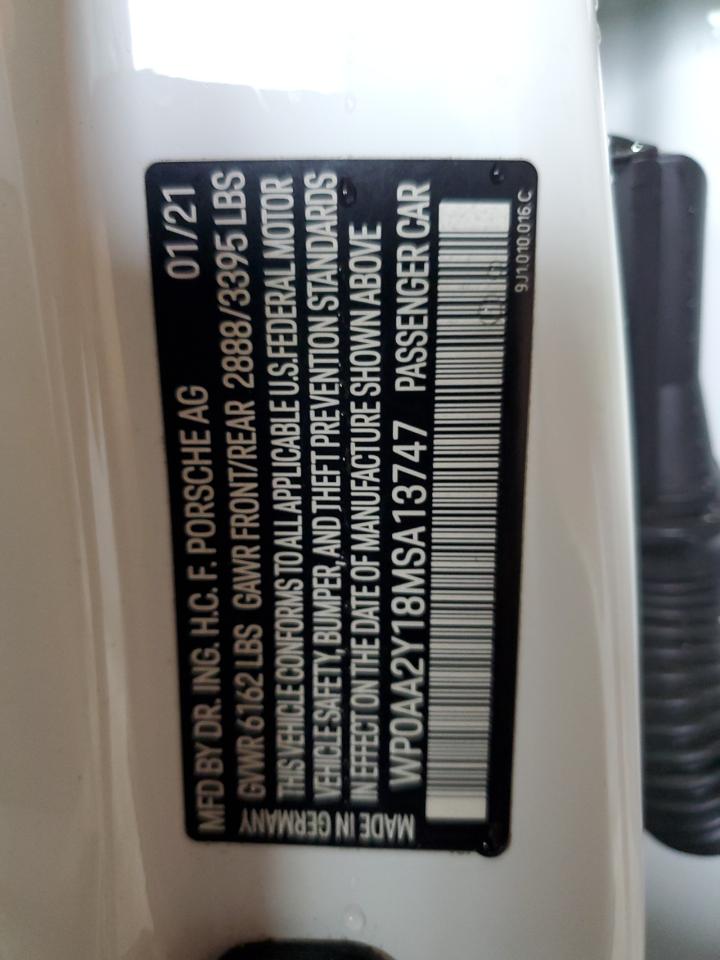 MFD BY DR. ING. H.C. F. PORSCHE AG 01/21
GVWR 6162 LBS GAWR FRONT/REAR 2888/3395 LBS
THIS VEHICLE CONFORMS TO ALL APPLICABLE U.S. FEDERAL MOTOR
VEHICLE SAFETY, BUMPER, AND THEFT PREVENTION STANDARDS
IN EFFECT ON THE DATE OF MANUFACTURE SHOWN ABOVE
WP0AA2Y18MSA13747 PASSENGER CAR
MADE IN GERMANY
9J1.010.016.C